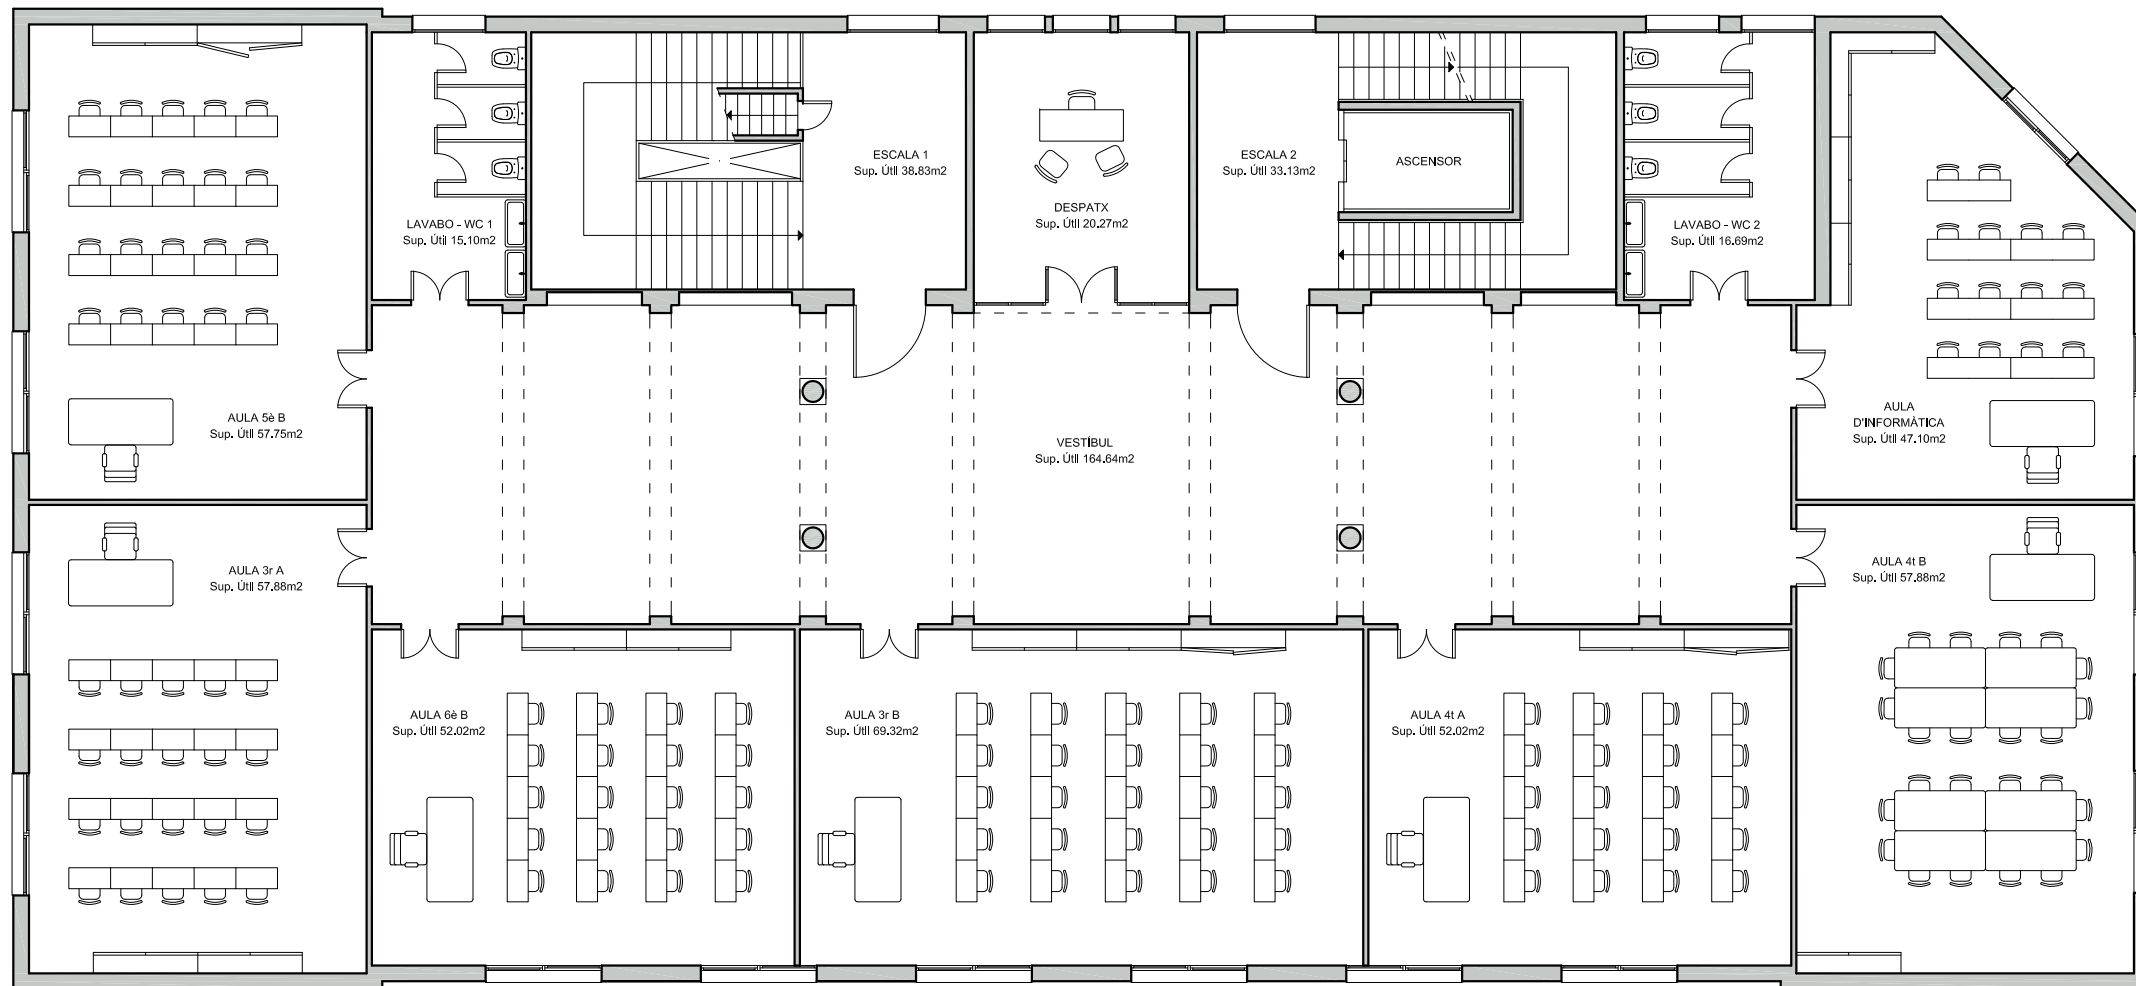 ESCALA 1
Sup. Útil 38.83m2
ESCALA 2
Sup. Útil 33.13m2
ASCENSOR
DESPATX
Sup. Útil 20.27m2
LAVABO - WC 1
Sup. Útil 15.10m2
LAVABO - WC 2
Sup. Útil 16.69m2
AULA 5è B
Sup. Útil 57.75m2
VESTÍBUL
Sup. Útil 164.64m2
AULA
D'INFORMÀTICA
Sup. Útil 47.10m2
AULA 3r A
Sup. Útil 57.88m2
AULA 4t B
Sup. Útil 57.88m2
AULA 6è B
Sup. Útil 52.02m2
AULA 3r B
Sup. Útil 69.32m2
AULA 4t A
Sup. Útil 52.02m2